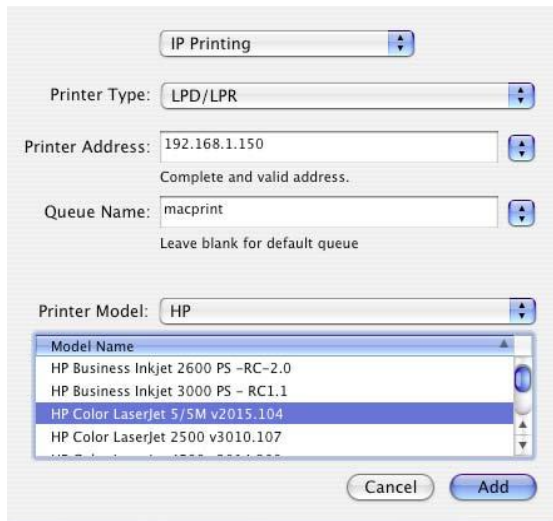 IP Printing
Printer Type: LPD/LPR
Printer Address: 192.168.1.150
Complete and valid address.
Queue Name: macprint
Leave blank for default queue
Printer Model: HP
Model Name
HP Business Inkjet 2600 PS -RC-2.0
HP Business Inkjet 3000 PS - RC1.1
HP Color LaserJet 5/5M v2015.104
HP Color LaserJet 2500 v3010.107
Cancel Add